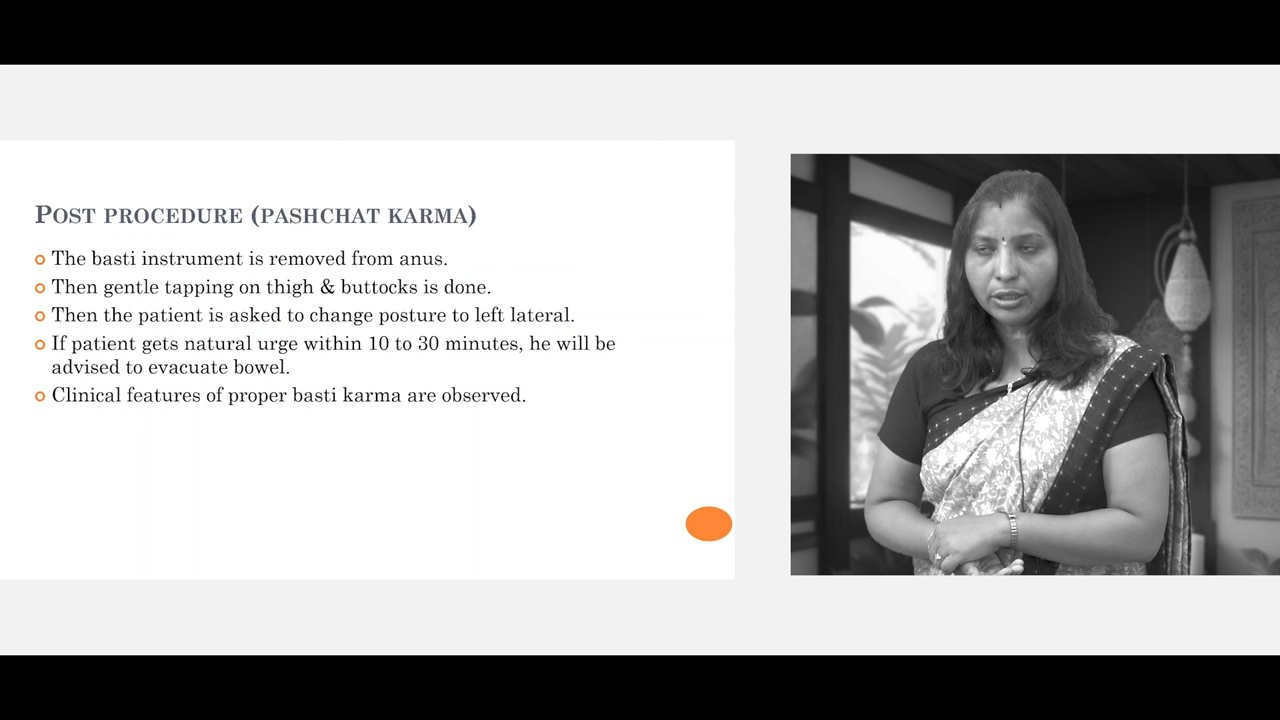 Post procedure (pashchat karma)
The basti instrument is removed from anus.
Then gentle tapping on thigh & buttocks is done.
Then the patient is asked to change posture to left lateral.
If patient gets natural urge within 10 to 30 minutes, he will be
advised to evacuate bowel.
Clinical features of proper basti karma are observed.